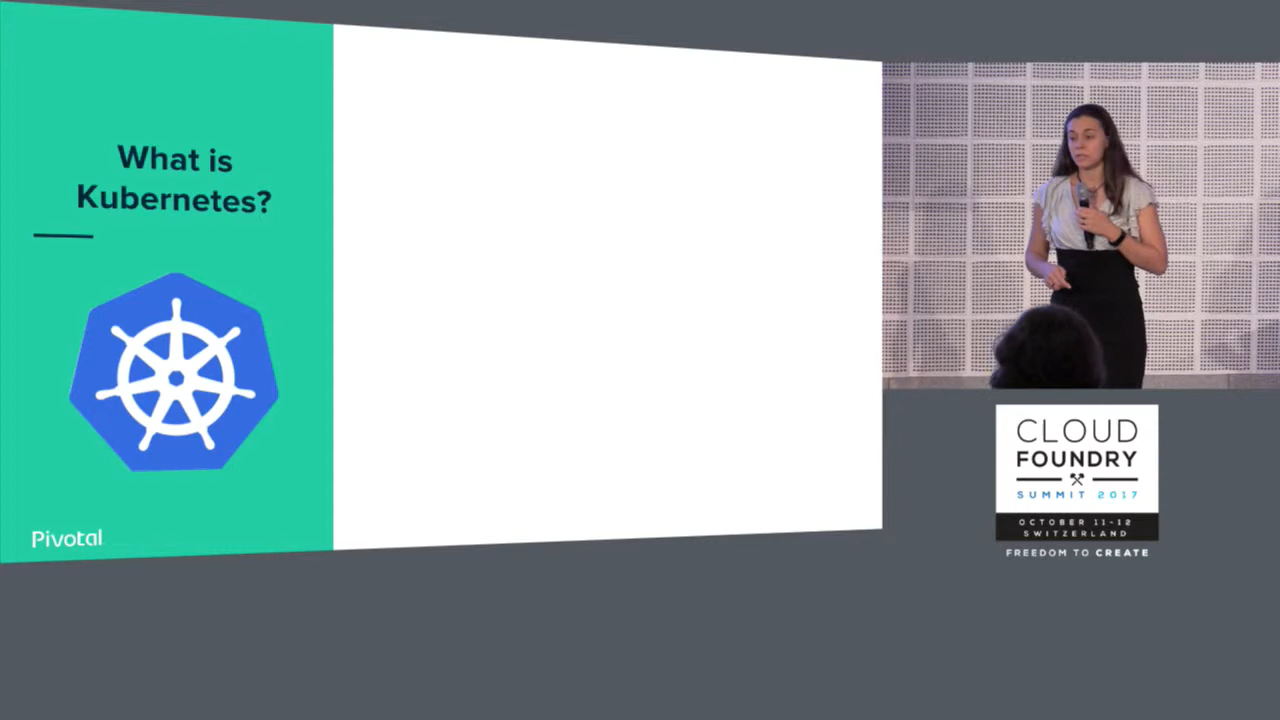 What is
Kubernetes?
Pivotal
CLOUD
FOUNDRY
SUMMIT 2017
OCTOBER 11-12
SWITZERLAND
FREEDOM TO CREATE